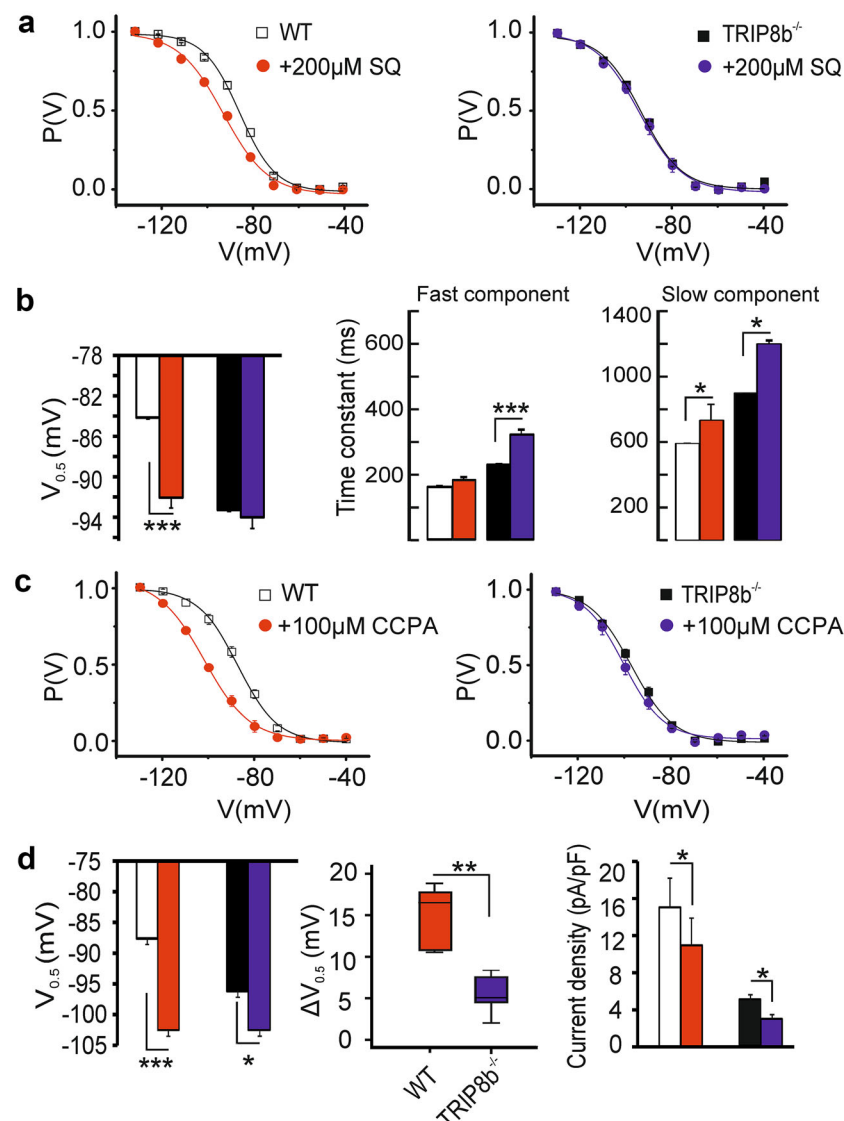 a
WT
+200µM SQ
P(V)
1.0
0.5
0.0
-120 -80 -40
V(mV)
TRIP8b-/-
+200µM SQ
P(V)
1.0
0.5
0.0
-120 -80 -40
V(mV)
b
V0.5 (mV)
-78
-82
-86
-90
-94
***
Fast component
Time constant (ms)
600
400
200
***
Slow component
1400
1000
600
200
*
*
c
WT
+100µM CCPA
P(V)
1.0
0.5
0.0
-120 -80 -40
V(mV)
TRIP8b-/-
+100µM CCPA
P(V)
1.0
0.5
0.0
-120 -80 -40
V(mV)
d
V0.5 (mV)
-75
-85
-85
-90
-95
-100
-105
***
*
ΔV0.5 (mV)
20
15
10
5
0
**
WT
TRIP8b-/-
Current density (pA/pF)
20
16
12
8
4
0
*
*